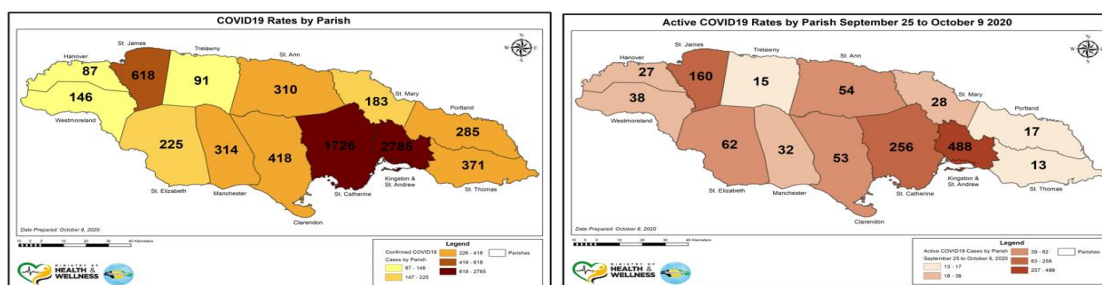 COVID19 Rates by Parish
Hanover
St. James
Trelawny
St. Ann
87
618
91
310
St. Mary
183
146
Westmoreland
Portland
285
225
314
418
1726
2785
371
St. Elizabeth
Manchester
St. Catherine
Kingston & St. Andrew
St. Thomas
Clarendon
Date Prepared: October 9, 2020
Legend
Confirmed COVID19
Cases by Parish
87 - 146
147 - 225
226 - 418
419 - 618
619 - 2785
Parishes
MINISTRY OF
HEALTH &
WELLNESS
Active COVID19 Rates by Parish September 25 to October 9 2020
Hanover
St. James
Trelawny
St. Ann
27
160
15
54
St. Mary
28
38
Westmoreland
Portland
17
62
32
53
256
488
13
St. Elizabeth
Manchester
St. Catherine
Kingston & St. Andrew
St. Thomas
Clarendon
Date Prepared: October 9, 2020
Legend
Active COVID19 Cases by Parish
September 25 to October 9, 2020
13 - 17
18 - 38
39 - 62
63 - 256
257 - 488
Parishes
MINISTRY OF
HEALTH &
WELLNESS